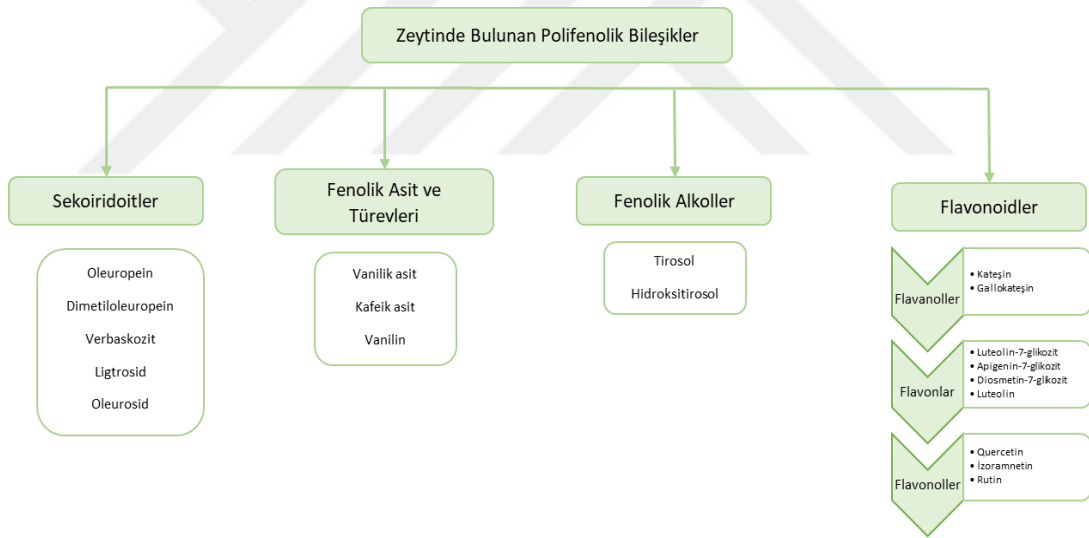 Zeytinde Bulunan Polifenolik Bileşikler
Sekoiridoitler
Oleuropein
Dimetiloleuropein
Verbaskozit
Ligtrosid
Oleurosid
Fenolik Asit ve
Türevleri
Vanilik asit
Kafeik asit
Vanilin
Fenolik Alkoller
Tirosol
Hidroksitirosol
Flavonoidler
Flavanoller
• Kateşin
• Gallokateşin
Flavonlar
• Luteolin-7-glikozit
• Apigenin-7-glikozit
• Diosmetin-7-glikozit
• Luteolin
Flavonoller
• Quercetin
• İzoramnetin
• Rutin